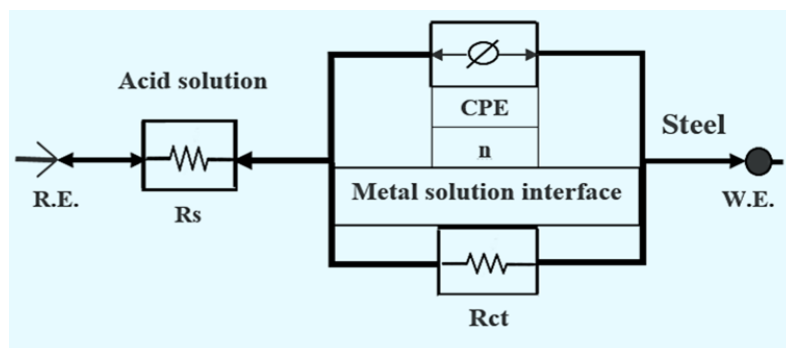 Acid solution
CPE
n
Steel
Metal solution interface
R.E.
Rs
W.E.
Rct